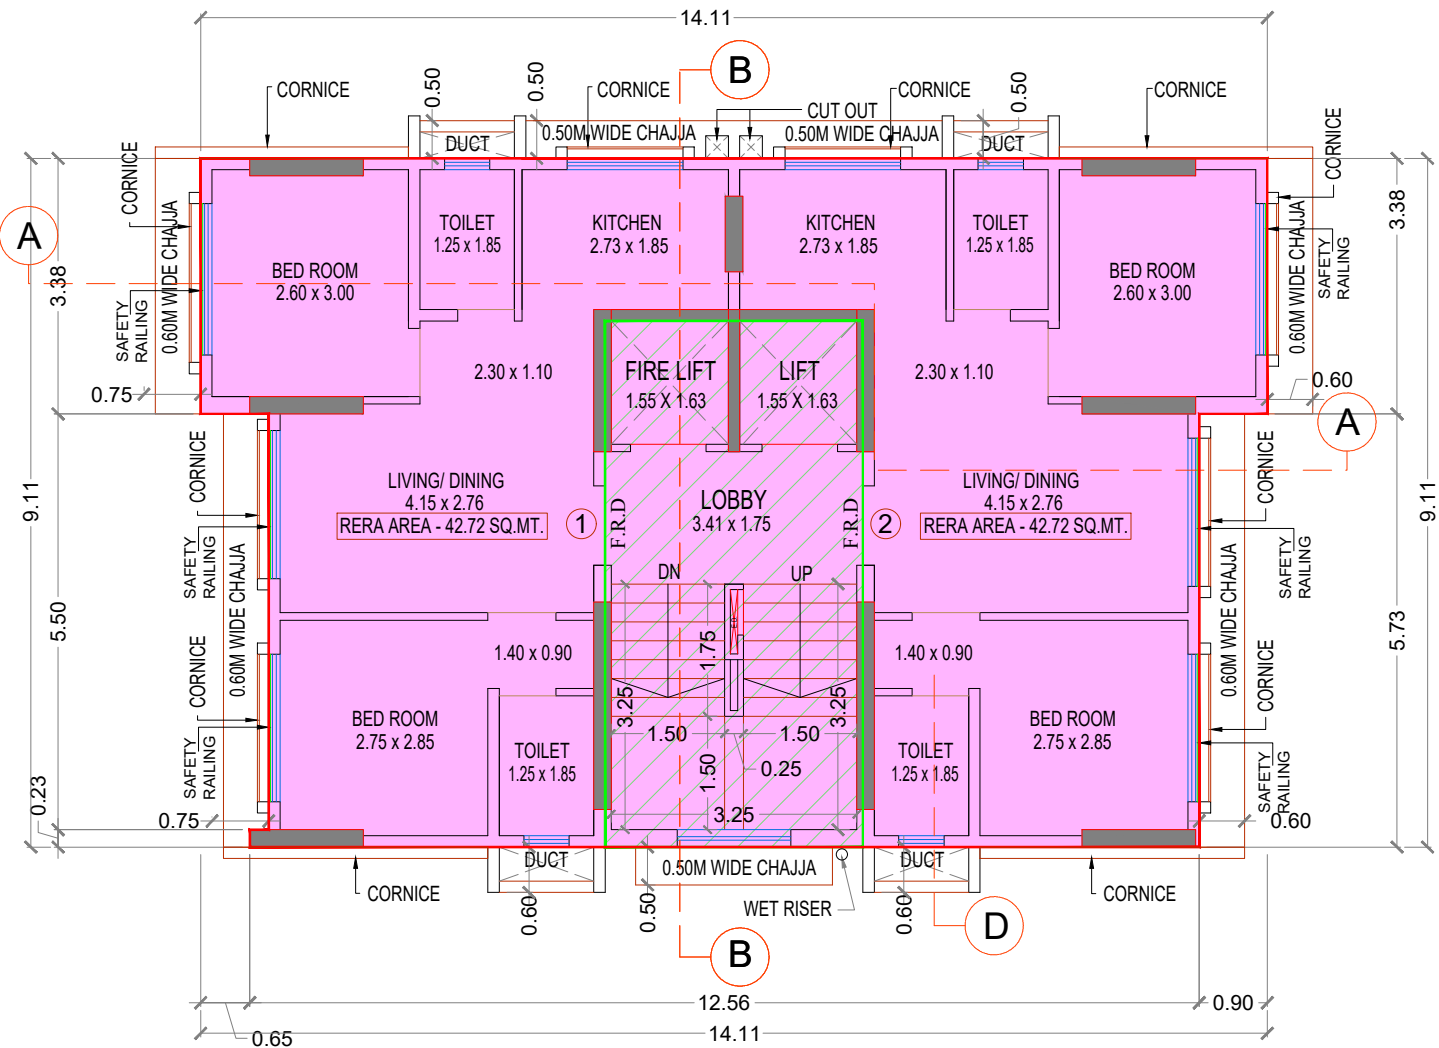 14.11
B
CORNICE
0.50
0.50
CORNICE
CUT OUT
CORNICE
0.50
CORNICE
DUCT
0.50M WIDE CHAJJA
0.50M WIDE CHAJJA
DUCT
CORNICE
CORNICE
A
3.38
9.11
0.60M WIDE CHAJJA
SAFETY
RAILING
0.75
BED ROOM
2.60 x 3.00
TOILET
1.25 x 1.85
KITCHEN
2.73 x 1.85
KITCHEN
2.73 x 1.85
TOILET
1.25 x 1.85
BED ROOM
2.60 x 3.00
0.60M WIDE CHAJJA
SAFETY
RAILING
3.38
9.11
0.60
A
2.30 x 1.10
FIRE LIFT
1.55 X 1.63
LIFT
1.55 X 1.63
2.30 x 1.10
CORNICE
SAFETY
RAILING
0.60M WIDE CHAJJA
LIVING/ DINING
4.15 x 2.76
RERA AREA - 42.72 SQ.MT.
1
F.R.D
LOBBY
3.41 x 1.75
F.R.D
2
LIVING/ DINING
4.15 x 2.76
RERA AREA - 42.72 SQ.MT.
CORNICE
SAFETY
RAILING
0.60M WIDE CHAJJA
5.50
5.73
DN
UP
1.40 x 0.90
1.75
1.40 x 0.90
CORNICE
SAFETY
RAILING
BED ROOM
2.75 x 2.85
TOILET
1.25 x 1.85
3.25
1.50
1.50
3.25
0.25
1.50
3.25
TOILET
1.25 x 1.85
BED ROOM
2.75 x 2.85
CORNICE
SAFETY
RAILING
0.23
0.75
0.60
DUCT
0.50M WIDE CHAJJA
DUCT
CORNICE
0.60
0.50
WET RISER
0.60
CORNICE
D
B
12.56
0.90
0.65
14.11